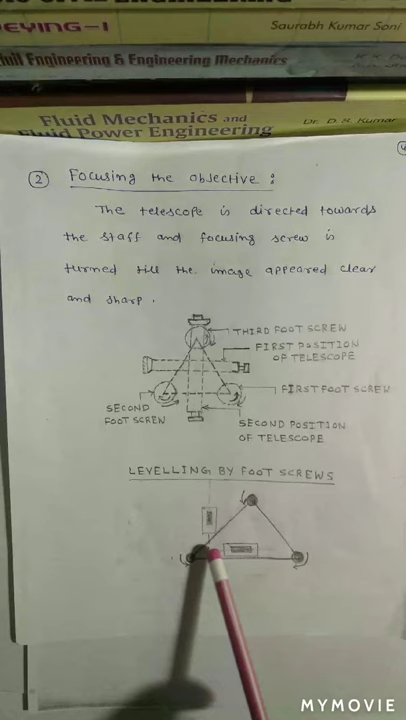 EYING-I Saurabh Kumar Soni
Civil Engineering & Engineering Mechanics
Fluid Mechanics and
Fluid Power Engineering
Dr. D.S. Kumar
2 Focusing the objective :
The telescope is directed towards
the staff and focusing screw is
turned till the image appeared clear
and sharp .
THIRD FOOT SCREW
FIRST POSITION
OF TELESCOPE
FIRST FOOT SCREW
SECOND
FOOT SCREW
SECOND POSITION
OF TELESCOPE
LEVELLING BY FOOT SCREWS
MYMOVIE